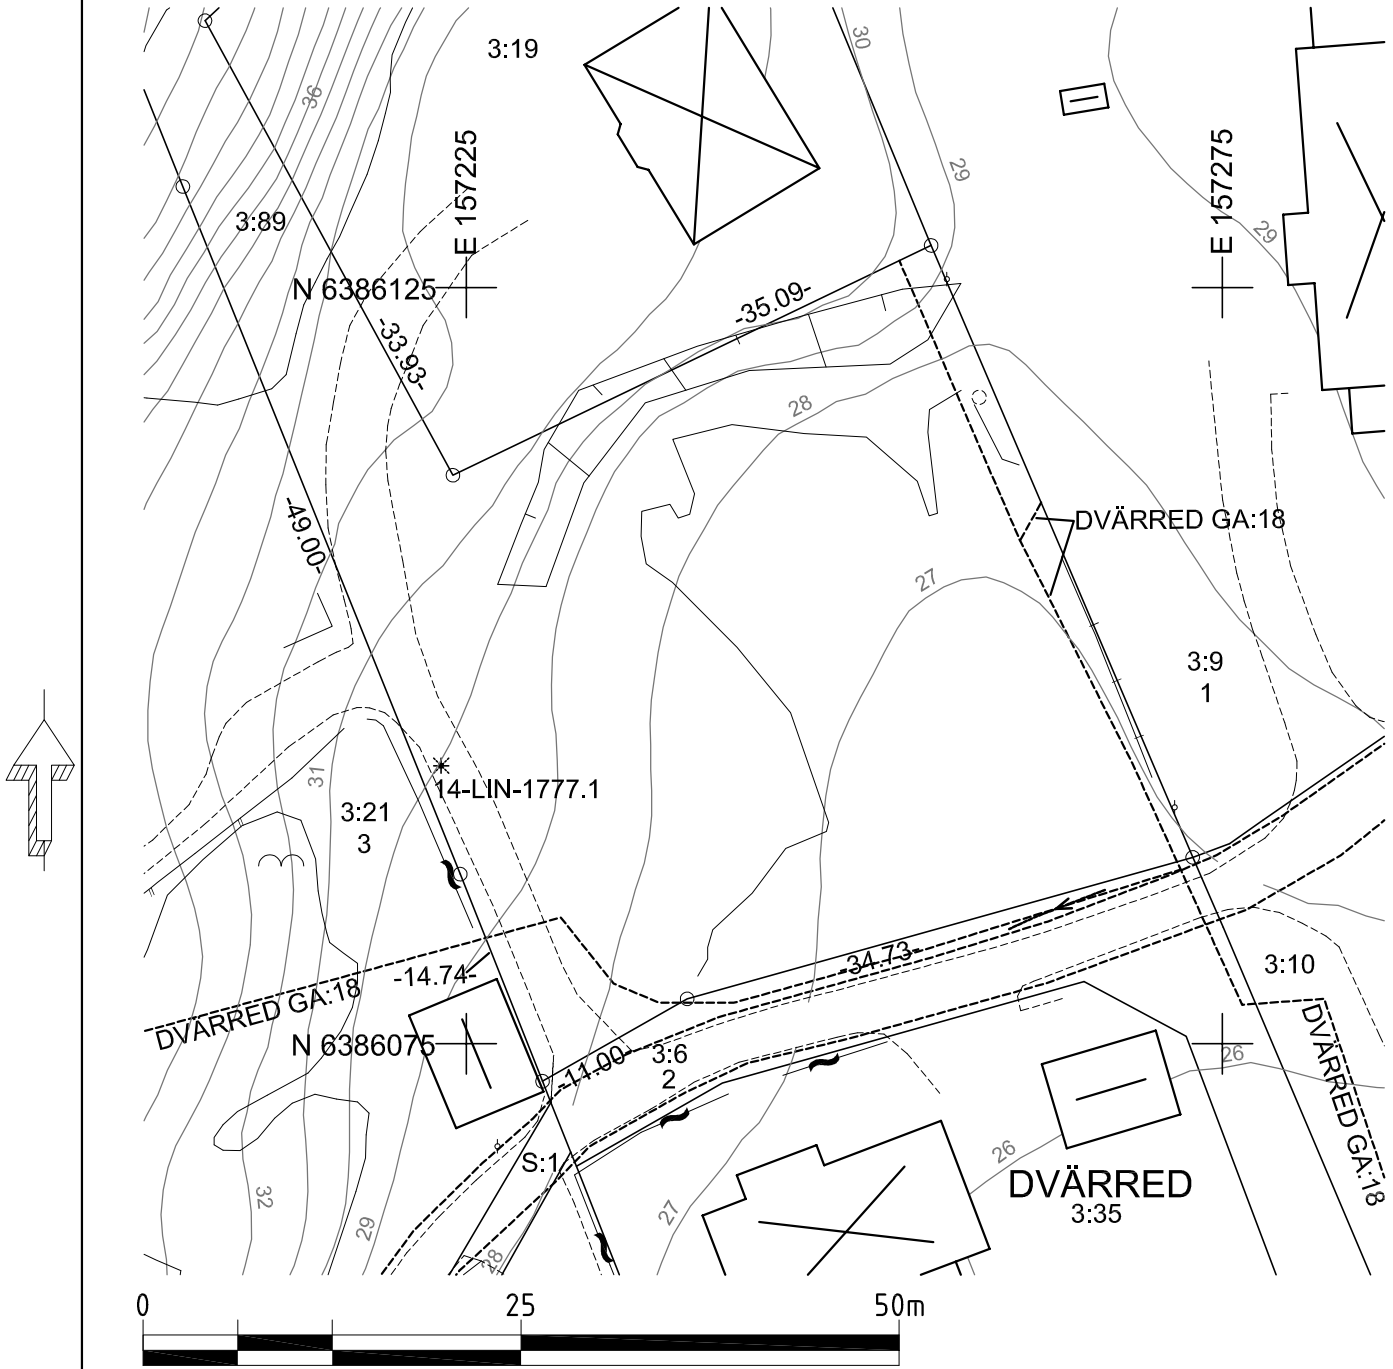 3:19
30
36
E 157225
E 157275
29
3:89
29
N 6386125
-35.09-
-33.93-
28
-49.00-
DVÄRRED GA:18
27
3:9
1
31
14-LIN-1777.1
3:21
3
-34.73-
-14.74-
3:10
DVÄRRED GA:18
N 6386075
3:6
2
-11.00-
26
DVÄRRED GA:18
26
S:1
DVÄRRED
3:35
32
29
27
28
0
25
50m